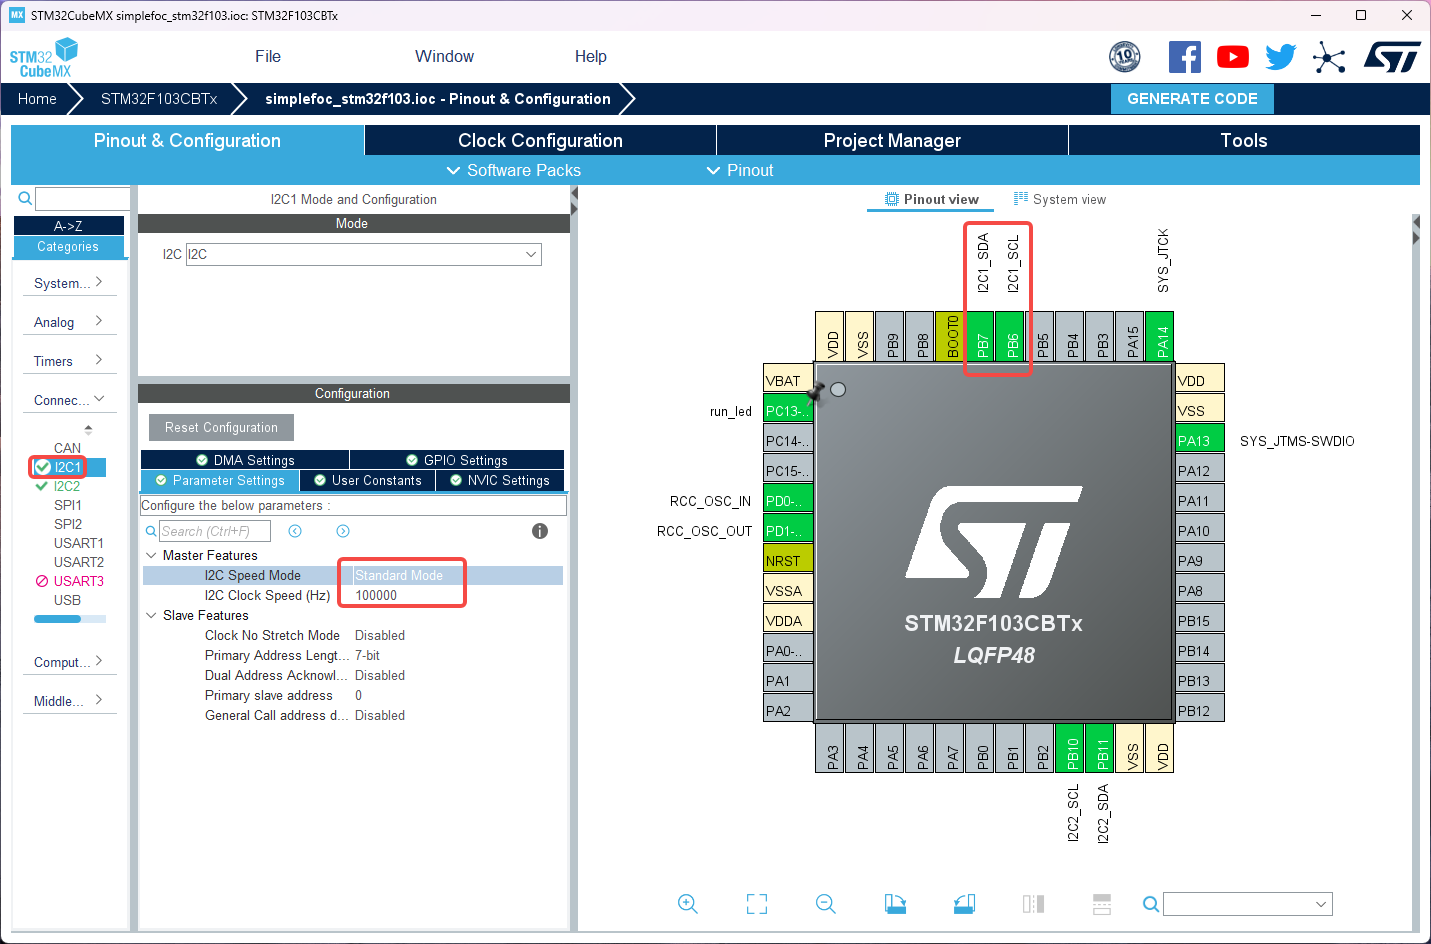 MX STM32CubeMX simplefoc_stm32f103.ioc: STM32F103CBTx
STM32
CubeMX
File
Window
Help
10
Home
STM32F103CBTx
simplefoc_stm32f103.ioc - Pinout & Configuration
GENERATE CODE
Pinout & Configuration
Clock Configuration
Project Manager
Tools
Software Packs
Pinout
A->Z
Categories
System...
Analog
Timers
Connec...
CAN
I2C1
I2C2
SPI1
SPI2
USART1
USART2
USART3
USB
Comput...
Middle...
I2C1 Mode and Configuration
Mode
I2C I2C
Configuration
Reset Configuration
DMA Settings
GPIO Settings
Parameter Settings
User Constants
NVIC Settings
Configure the below parameters :
Search (Ctrl+F)
Master Features
I2C Speed Mode Standard Mode
I2C Clock Speed (Hz) 100000
Slave Features
Clock No Stretch Mode Disabled
Primary Address Lengt... 7-bit
Dual Address Acknowl... Disabled
Primary slave address 0
General Call address d... Disabled
Pinout view
System view
I2C1_SDA
I2C1_SCL
SYS_JTCK
VDD
VSS
PB9
PB8
BOOT0
PB7
PB6
PB5
PB4
PB3
PA15
PA14
VBAT
run_led PC13-..
PC14-..
PC15-..
RCC_OSC_IN PD0-..
RCC_OSC_OUT PD1-..
NRST
VSSA
VDDA
PA0-..
PA1
PA2
STM32F103CBTx
LQFP48
VDD
VSS
PA13 SYS_JTMS-SWDIO
PA12
PA11
PA10
PA9
PA8
PB15
PB14
PB13
PB12
PA3
PA4
PA5
PA6
PA7
PB0
PB1
PB2
PB10
PB11
VSS
VDD
I2C2_SCL
I2C2_SDA